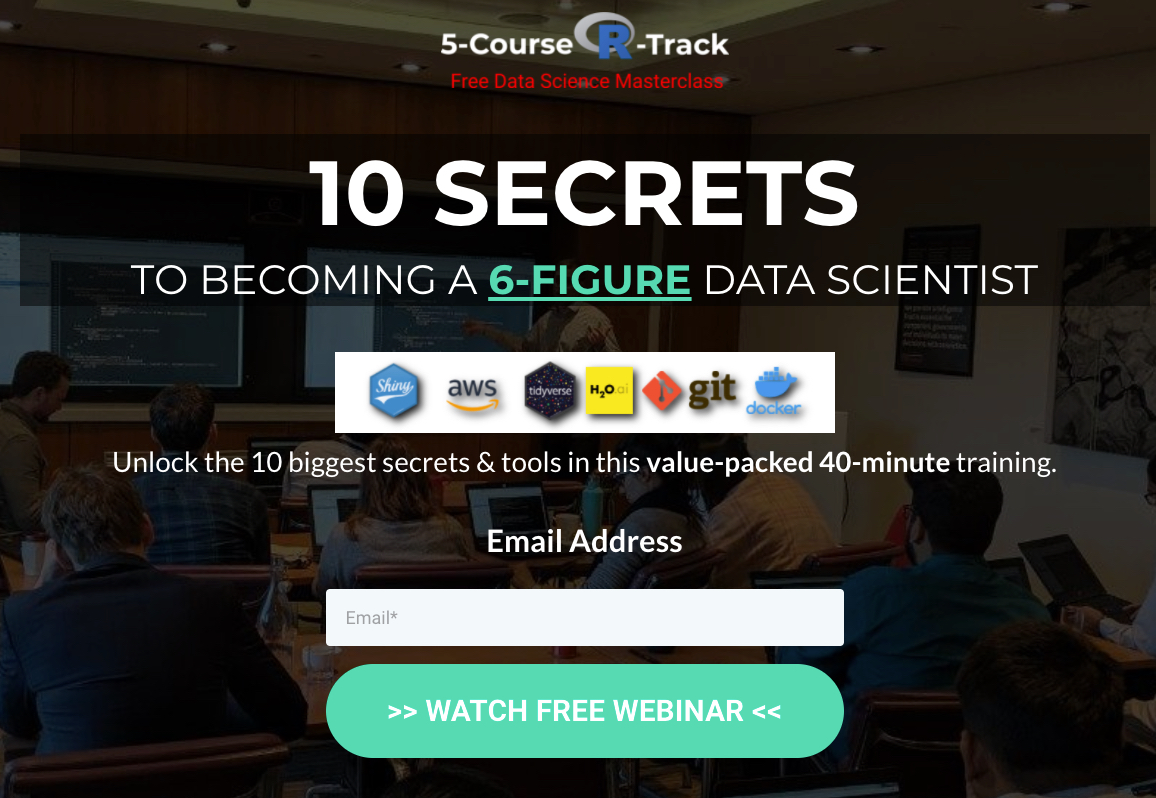 5-Course R-Track
Free Data Science Masterclass
10 SECRETS
TO BECOMING A 6-FIGURE DATA SCIENTIST
Shiny aws tidyverse H2O.ai git docker
Unlock the 10 biggest secrets & tools in this value-packed 40-minute training.
Email Address
Email*
>> WATCH FREE WEBINAR <<